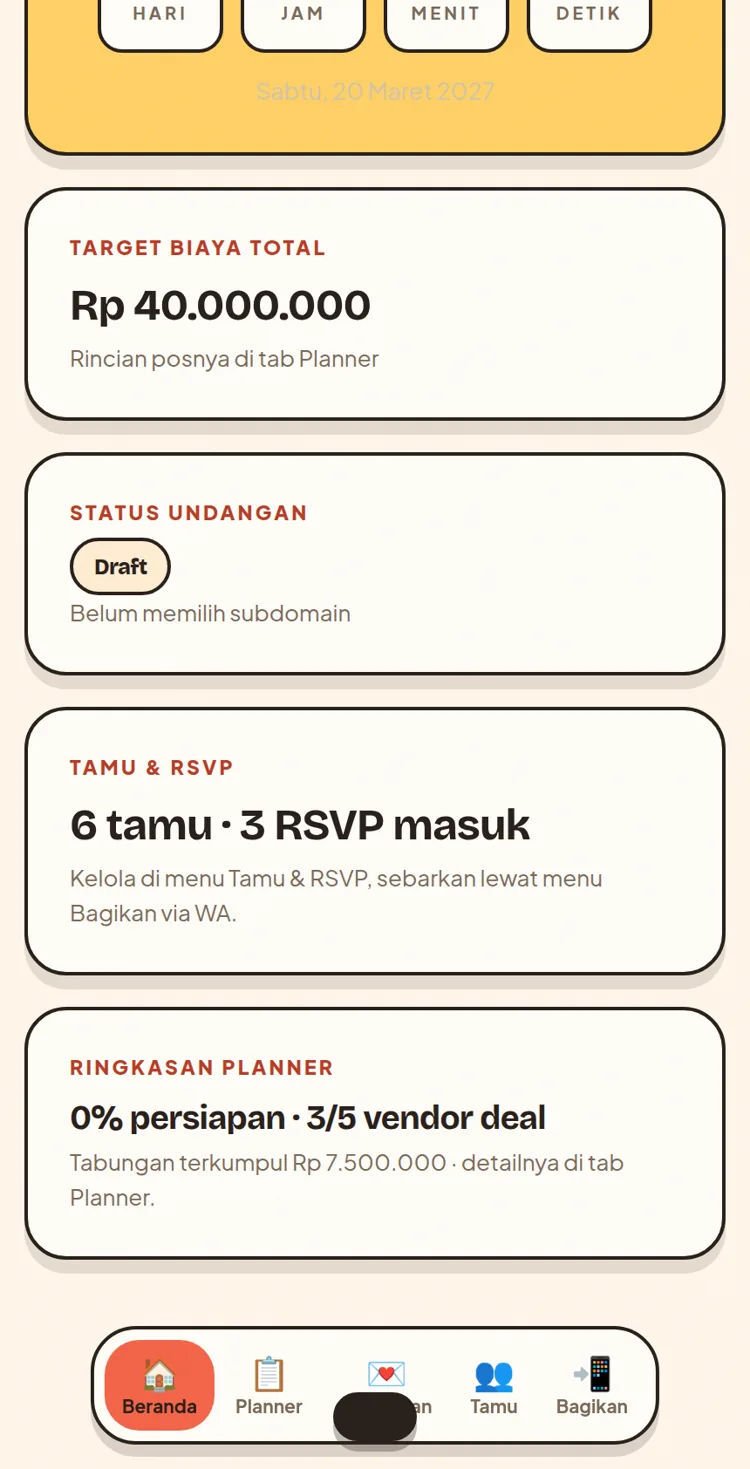 HARI JAM MENIT DETIK
Sabtu, 20 Maret 2027
TARGET BIAYA TOTAL
Rp 40.000.000
Rincian posnya di tab Planner
STATUS UNDANGAN
Draft
Belum memilih subdomain
TAMU & RSVP
6 tamu · 3 RSVP masuk
Kelola di menu Tamu & RSVP, sebarkan lewat menu
Bagikan via WA.
RINGKASAN PLANNER
0% persiapan · 3/5 vendor deal
Tabungan terkumpul Rp 7.500.000 · detailnya di tab
Planner.
Beranda Planner Tamu Bagikan